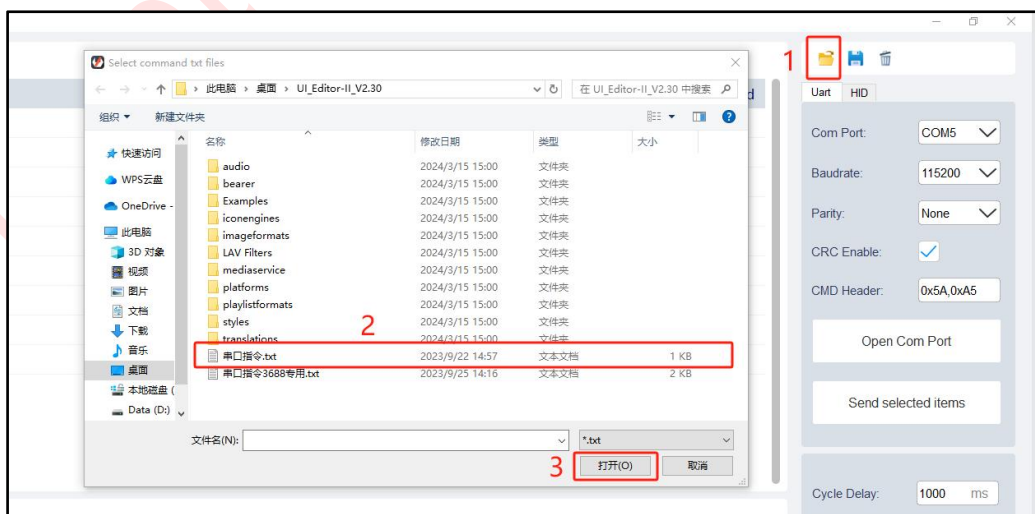 Select command txt files
此电脑 > 桌面 > UI_Editor-II_V2.30
在 UI_Editor-II_V2.30 中搜索
组织 新建文件夹
名称 修改日期 类型 大小
快速访问
WPS云盘
OneDrive -
此电脑
3D 对象
视频
图片
文档
下载
音乐
桌面
本地磁盘 (
Data (D:)
audio 2024/3/15 15:00 文件夹
bearer 2024/3/15 15:00 文件夹
Examples 2024/3/15 15:00 文件夹
iconengines 2024/3/15 15:00 文件夹
imageformats 2024/3/15 15:00 文件夹
LAV Filters 2024/3/15 15:00 文件夹
mediaservice 2024/3/15 15:00 文件夹
platforms 2024/3/15 15:00 文件夹
playlistformats 2024/3/15 15:00 文件夹
styles 2024/3/15 15:00 文件夹
translations 2024/3/15 15:00 文件夹
2
串口指令.txt 2023/9/22 14:57 文本文档 1 KB
串口指令3688专用.txt 2023/9/25 14:16 文本文档 2 KB
文件名(N): *.txt
3 打开(O) 取消
1
Uart HID
Com Port: COM5
Baudrate: 115200
Parity: None
CRC Enable:
CMD Header: 0x5A,0xA5
Open Com Port
Send selected items
Cycle Delay: 1000 ms